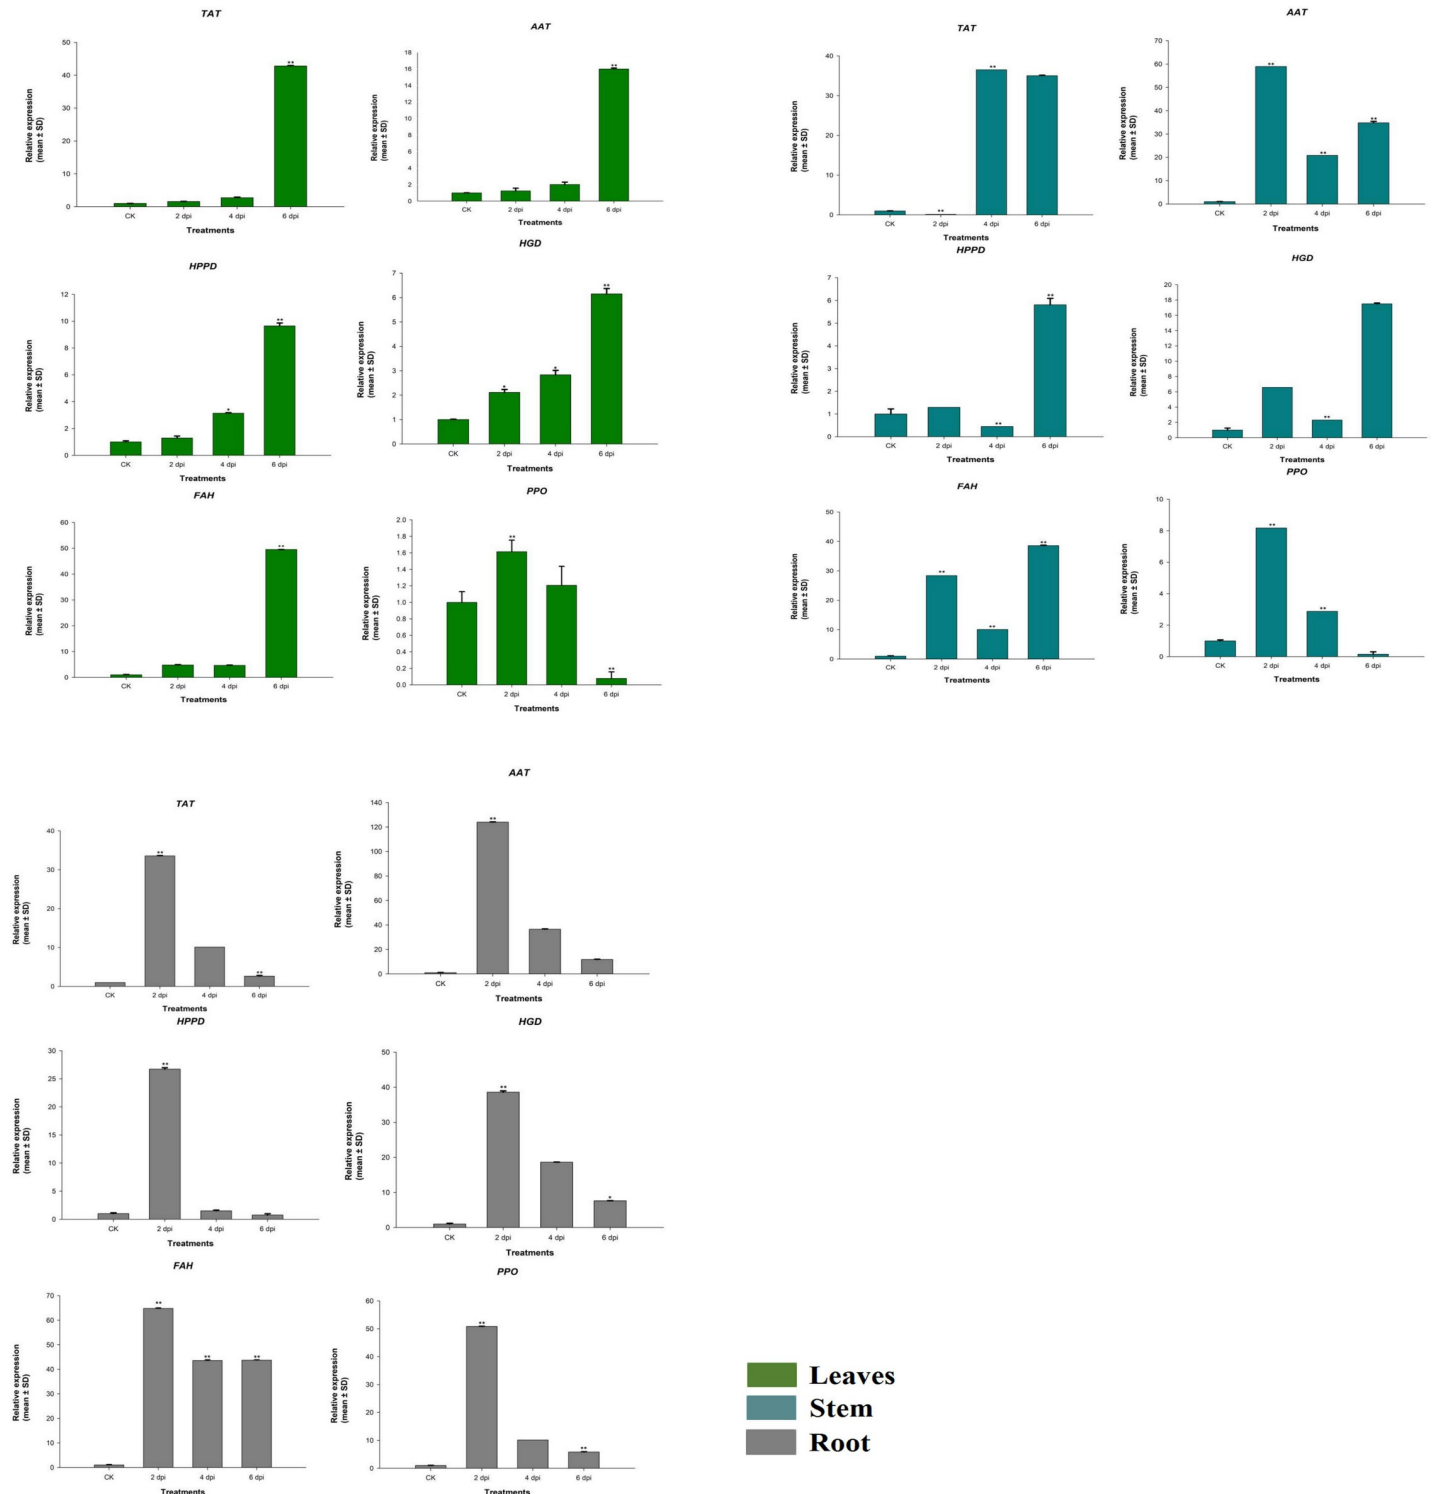 TAT
Relative expression
(mean ± SD)
50
40
30
20
10
0
**
CK 2 dpi 4 dpi 6 dpi
Treatments
AAT
Relative expression
(mean ± SD)
18
16
14
12
10
8
6
4
2
0
**
CK 2 dpi 4 dpi 6 dpi
Treatments
TAT
Relative expression
(mean ± SD)
40
30
20
10
0
** **
CK 2 dpi 4 dpi 6 dpi
Treatments
AAT
Relative expression
(mean ± SD)
70
60
50
40
30
20
10
0
** ** **
CK 2 dpi 4 dpi 6 dpi
Treatments
HPPD
Relative expression
(mean ± SD)
12
10
8
6
4
2
0
* **
CK 2 dpi 4 dpi 6 dpi
Treatments
HGD
Relative expression
(mean ± SD)
7
6
5
4
3
2
1
0
* * **
CK 2 dpi 4 dpi 6 dpi
Treatments
HPPD
Relative expression
(mean ± SD)
7
6
5
4
3
2
1
0
** **
CK 2 dpi 4 dpi 6 dpi
Treatments
HGD
Relative expression
(mean ± SD)
20
18
16
14
12
10
8
6
4
2
0
**
CK 2 dpi 4 dpi 6 dpi
Treatments
FAH
Relative expression
(mean ± SD)
60
50
40
30
20
10
0
**
CK 2 dpi 4 dpi 6 dpi
Treatments
PPO
Relative expression
(mean ± SD)
2.0
1.8
1.6
1.4
1.2
1.0
0.8
0.6
0.4
0.2
0.0
** **
CK 2 dpi 4 dpi 6 dpi
Treatments
FAH
Relative expression
(mean ± SD)
50
40
30
20
10
0
** ** **
CK 2 dpi 4 dpi 6 dpi
Treatments
PPO
Relative expression
(mean ± SD)
10
8
6
4
2
0
** **
CK 2 dpi 4 dpi 6 dpi
Treatments
TAT
Relative expression
(mean ± SD)
40
30
20
10
0
** **
CK 2 dpi 4 dpi 6 dpi
Treatments
AAT
Relative expression
(mean ± SD)
140
120
100
80
60
40
20
0
**
CK 2 dpi 4 dpi 6 dpi
Treatments
HPPD
Relative expression
(mean ± SD)
30
25
20
15
10
5
0
**
CK 2 dpi 4 dpi 6 dpi
Treatments
HGD
Relative expression
(mean ± SD)
50
40
30
20
10
0
** *
CK 2 dpi 4 dpi 6 dpi
Treatments
FAH
Relative expression
(mean ± SD)
70
60
50
40
30
20
10
0
** ** **
CK 2 dpi 4 dpi 6 dpi
Treatments
PPO
Relative expression
(mean ± SD)
60
50
40
30
20
10
0
** **
CK 2 dpi 4 dpi 6 dpi
Treatments
Leaves
Stem
Root